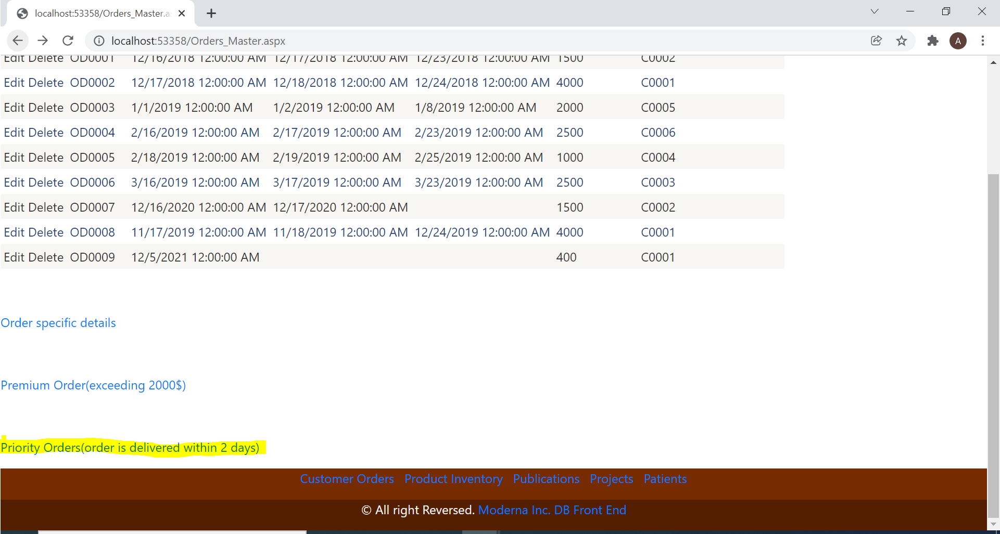 localhost:53358/Orders_Master.a
localhost:53358/Orders_Master.aspx
A
Edit Delete OD0001 12/16/2018 12:00:00 AM 12/17/2018 12:00:00 AM 12/23/2018 12:00:00 AM 1500 C0002
Edit Delete OD0002 12/17/2018 12:00:00 AM 12/18/2018 12:00:00 AM 12/24/2018 12:00:00 AM 4000 C0001
Edit Delete OD0003 1/1/2019 12:00:00 AM 1/2/2019 12:00:00 AM 1/8/2019 12:00:00 AM 2000 C0005
Edit Delete OD0004 2/16/2019 12:00:00 AM 2/17/2019 12:00:00 AM 2/23/2019 12:00:00 AM 2500 C0006
Edit Delete OD0005 2/18/2019 12:00:00 AM 2/19/2019 12:00:00 AM 2/25/2019 12:00:00 AM 1000 C0004
Edit Delete OD0006 3/16/2019 12:00:00 AM 3/17/2019 12:00:00 AM 3/23/2019 12:00:00 AM 2500 C0003
Edit Delete OD0007 12/16/2020 12:00:00 AM 12/17/2020 12:00:00 AM 1500 C0002
Edit Delete OD0008 11/17/2019 12:00:00 AM 11/18/2019 12:00:00 AM 12/24/2019 12:00:00 AM 4000 C0001
Edit Delete OD0009 12/5/2021 12:00:00 AM 400 C0001
Order specific details
Premium Order(exceeding 2000$)
Priority Orders(order is delivered within 2 days)
Customer Orders Product Inventory Publications Projects Patients
© All right Reversed. Moderna Inc. DB Front End